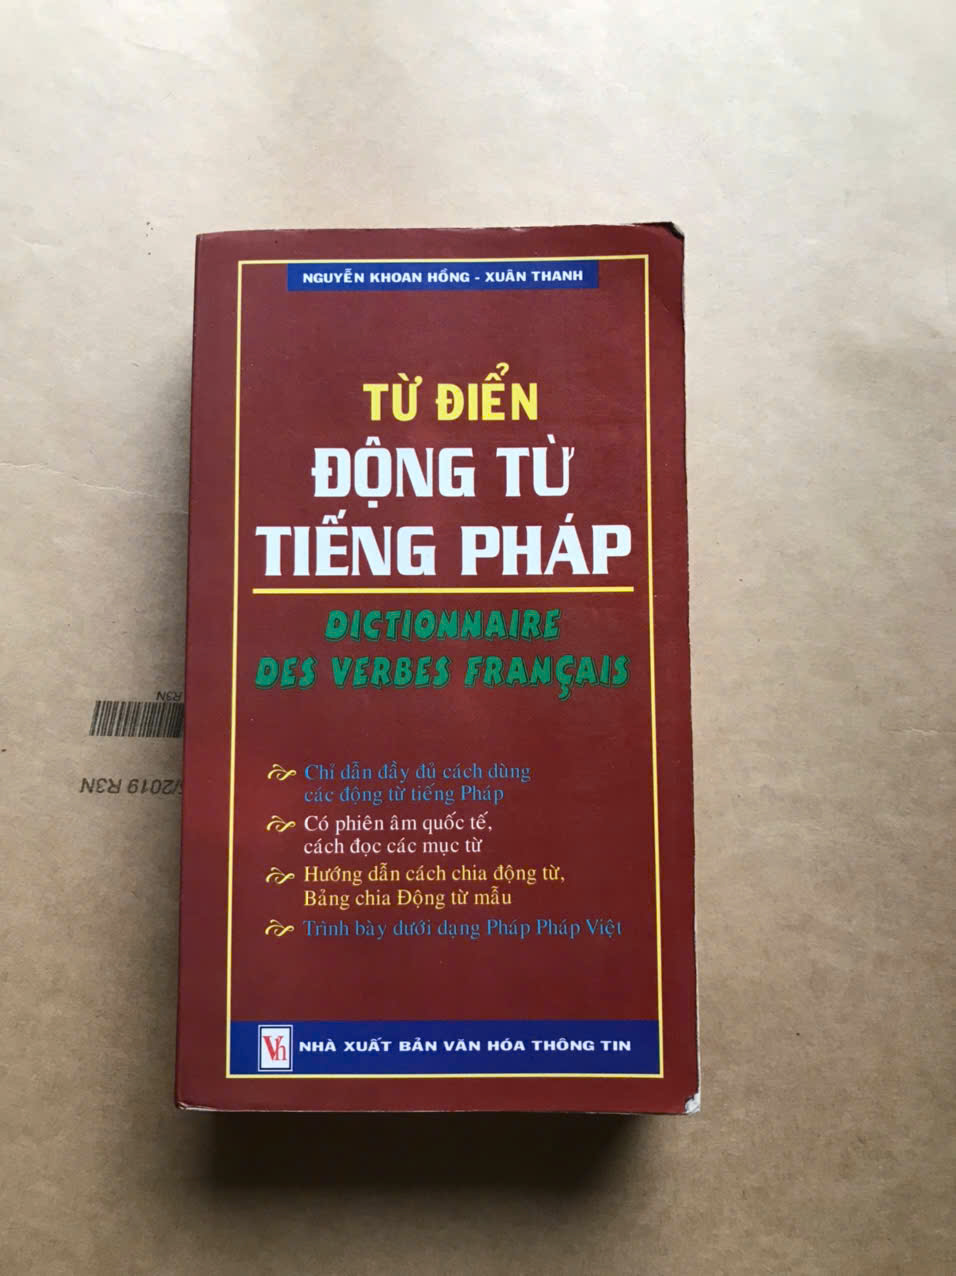 NGUYỄN KHOAN HỒNG - XUÂN THANH
TỪ ĐIỂN
ĐỘNG TỪ
TIẾNG PHÁP
DICTIONNAIRE
DES VERBES FRANÇAIS
Chỉ dẫn đầy đủ cách dùng
các động từ tiếng Pháp
Có phiên âm quốc tế,
cách đọc các mục từ
Hướng dẫn cách chia động từ,
Bảng chia Động từ mẫu
Trình bày dưới dạng Pháp Pháp Việt
Vh NHÀ XUẤT BẢN VĂN HÓA THÔNG TIN
R3N
/2019 R3N